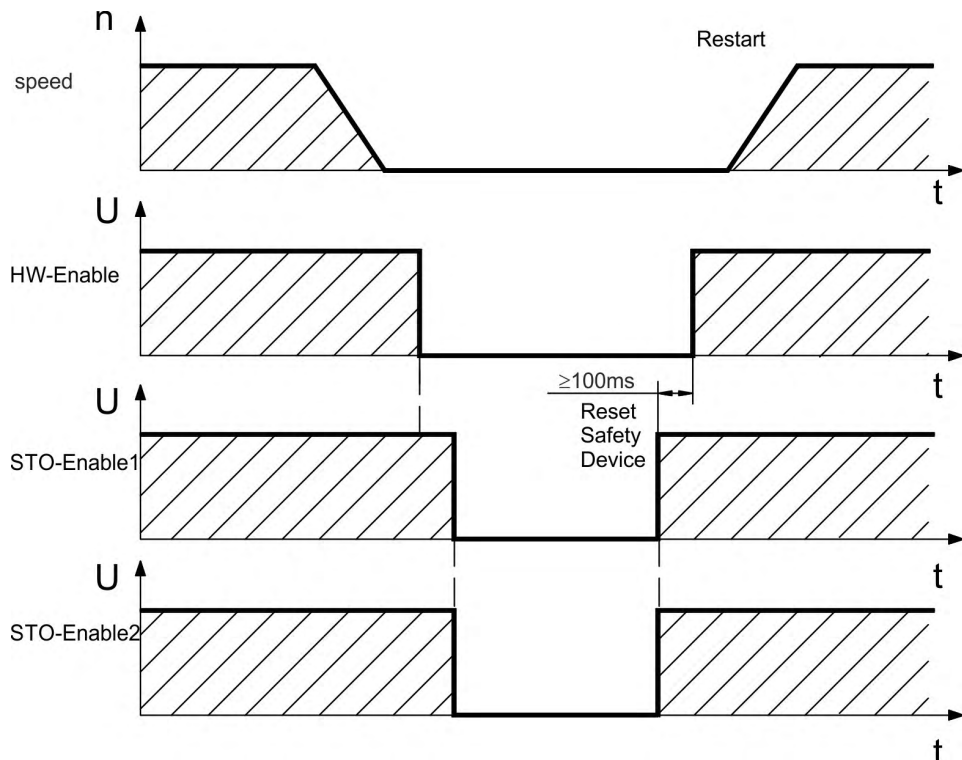 n
Restart
speed
t
U
HW-Enable
≥100ms
t
U
Reset
Safety
Device
STO-Enable1
U
t
STO-Enable2
t